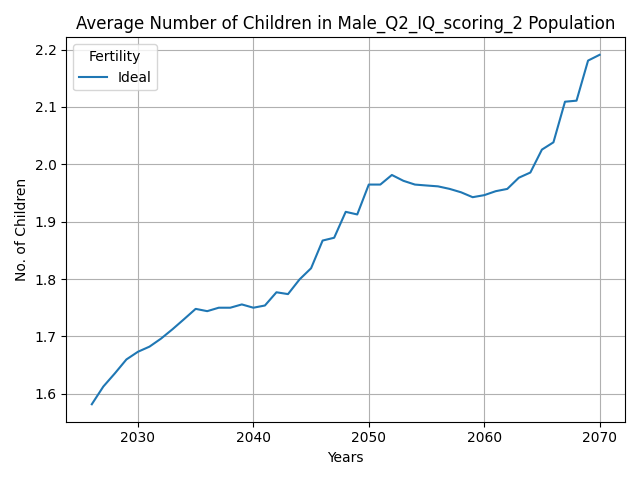 Average Number of Children in Male_Q2_IQ_scoring_2 Population
Fertility
Ideal
No. of Children
2.2
2.1
2.0
1.9
1.8
1.7
1.6
2030 2040 2050 2060 2070
Years